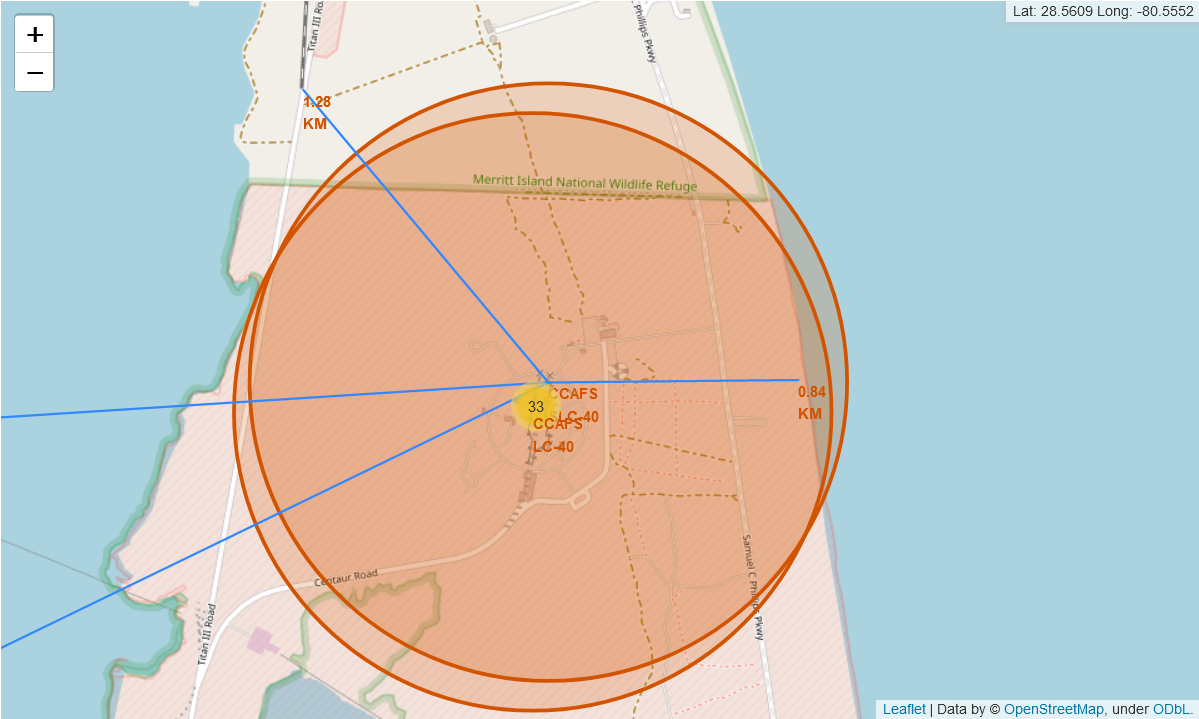 +
−
Lat: 28.5609 Long: -80.5552
Titan III Road
Phillips Pkwy
1.28
KM
Merritt Island National Wildlife Refuge
CCAFS
SLC-40
33
CCAFS
LC-40
0.84
KM
Centaur Road
Titan III Road
Samuel C Phillips Pkwy
Leaflet | Data by © OpenStreetMap, under ODbL.